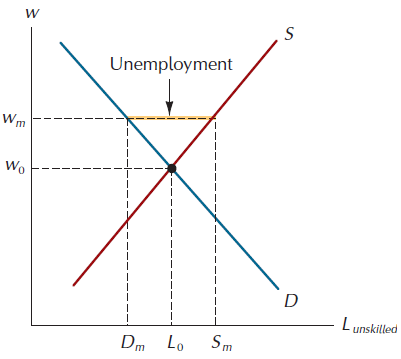 w
S
Unemployment
w_m
w_0
D
L_unskilled
D_m L_0 S_m